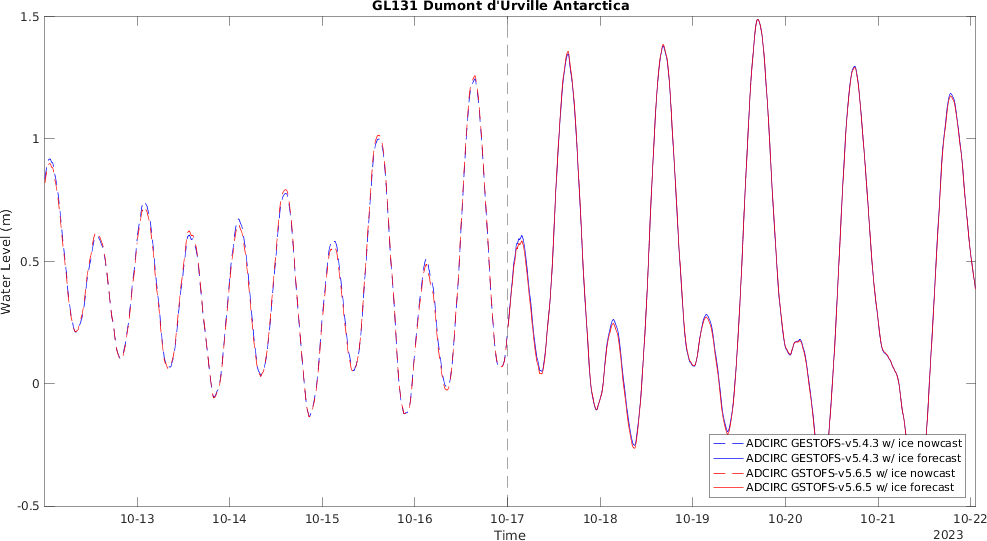 GL131 Dumont d'Urville Antarctica
1.5
1
0.5
0
-0.5
Water Level (m)
ADCIRC GESTOFS-v5.4.3 w/ ice nowcast
ADCIRC GESTOFS-v5.4.3 w/ ice forecast
ADCIRC GSTOFS-v5.6.5 w/ ice nowcast
ADCIRC GSTOFS-v5.6.5 w/ ice forecast
10-13 10-14 10-15 10-16 10-17 10-18 10-19 10-20 10-21 10-22
Time
2023